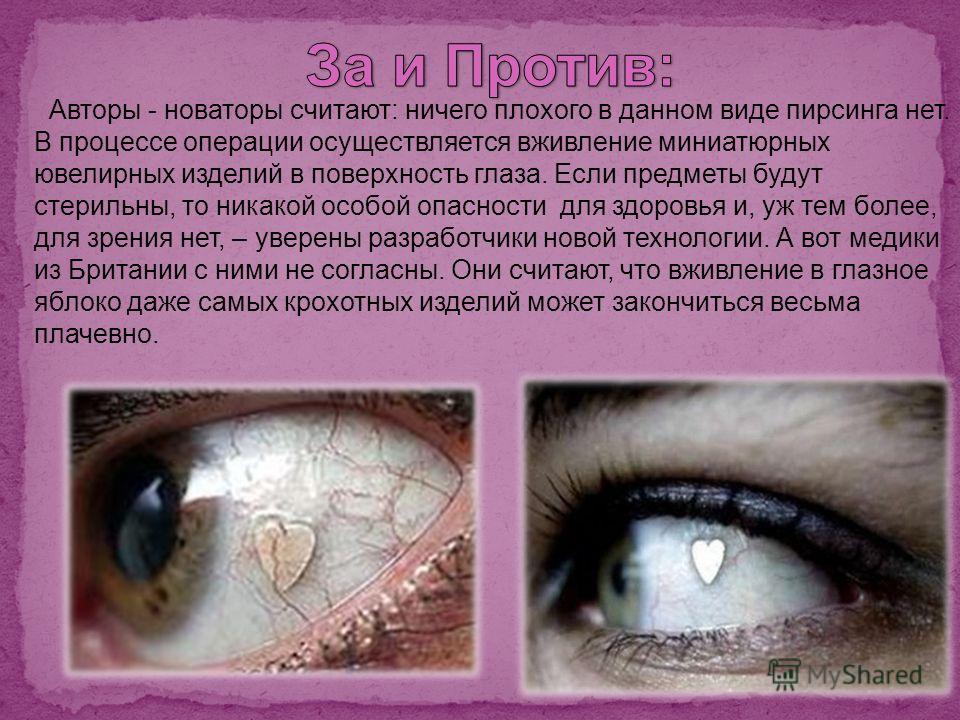 За и Против:
Авторы - новаторы считают: ничего плохого в данном виде пирсинга нет.
В процессе операции осуществляется вживление миниатюрных
ювелирных изделий в поверхность глаза. Если предметы будут
стерильны, то никакой особой опасности для здоровья и, уж тем более,
для зрения нет, – уверены разработчики новой технологии. А вот медики
из Британии с ними не согласны. Они считают, что вживление в глазное
яблоко даже самых крохотных изделий может закончиться весьма
плачевно.
MyShared